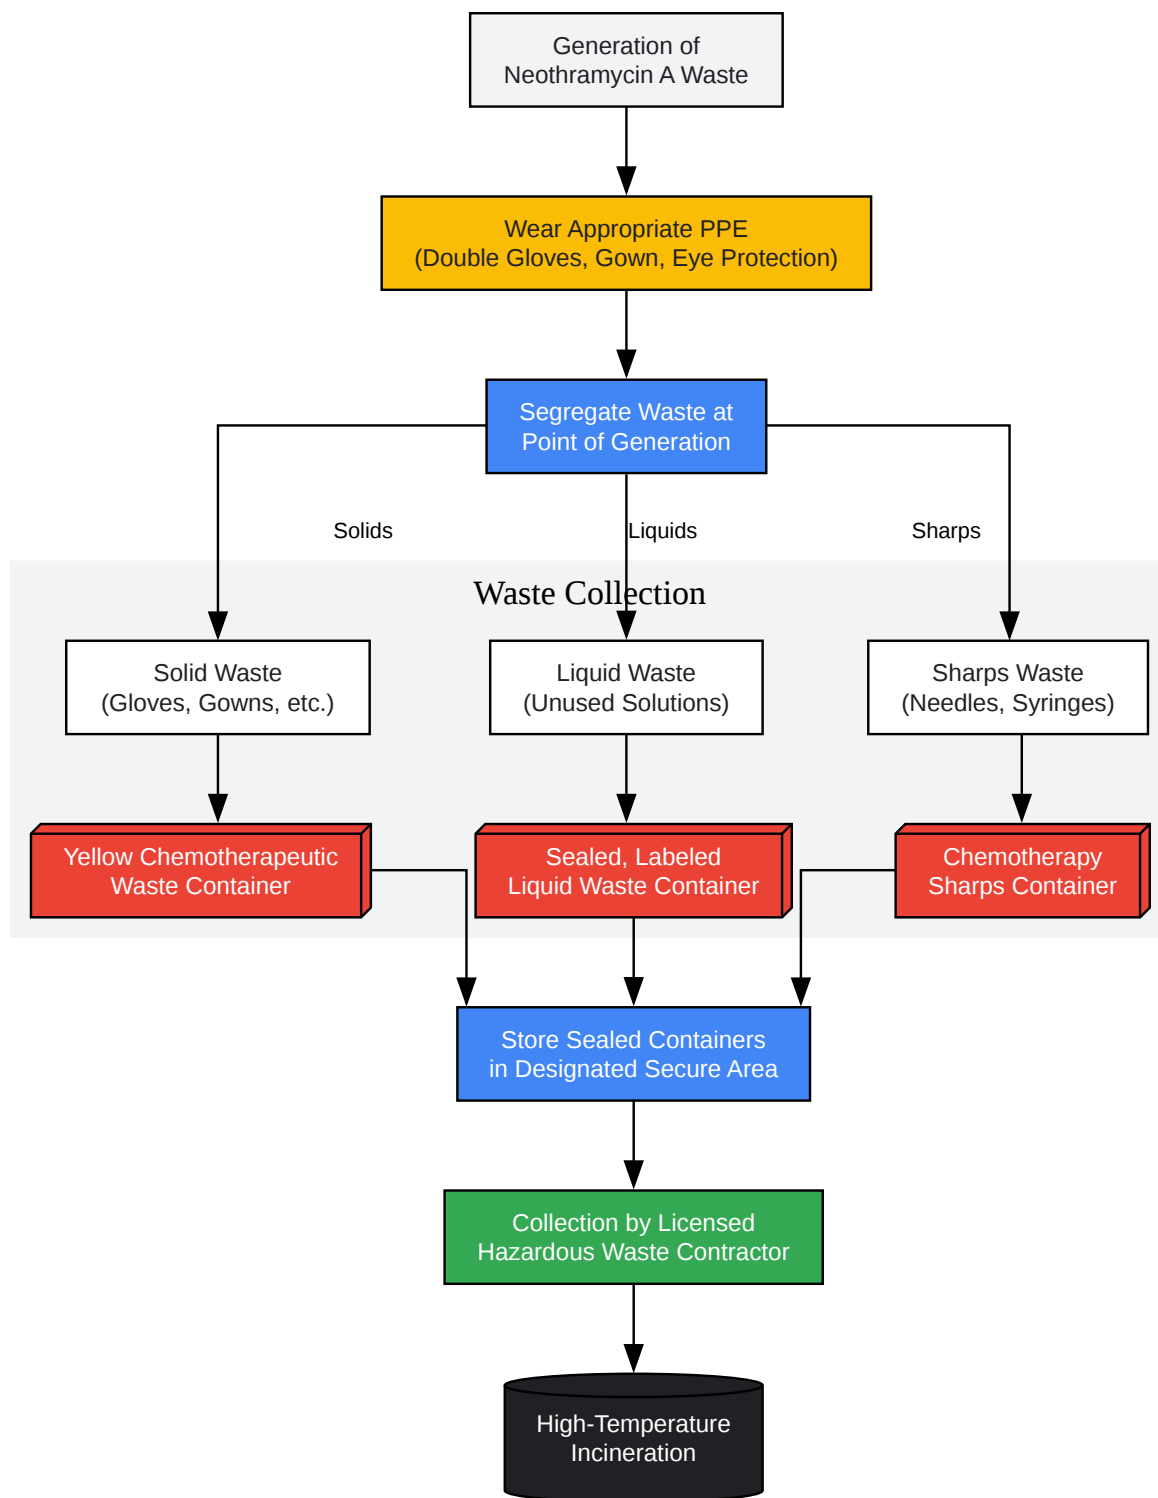 Generation of
Neothramycin A Waste
Wear Appropriate PPE
(Double Gloves, Gown, Eye Protection)
Segregate Waste at
Point of Generation
Solids
Liquids
Sharps
Waste Collection
Solid Waste
(Gloves, Gowns, etc.)
Liquid Waste
(Unused Solutions)
Sharps Waste
(Needles, Syringes)
Yellow Chemotherapeutic
Waste Container
Sealed, Labeled
Liquid Waste Container
Chemotherapy
Sharps Container
Store Sealed Containers
in Designated Secure Area
Collection by Licensed
Hazardous Waste Contractor
High-Temperature
Incineration